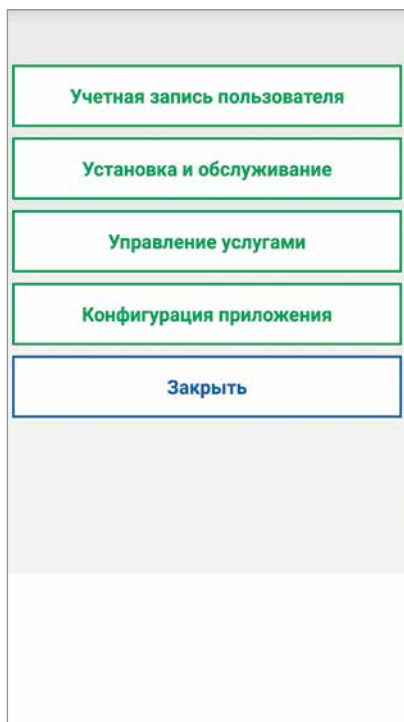 Учетная запись пользователя
Установка и обслуживание
Управление услугами
Конфигурация приложения
Закрыть